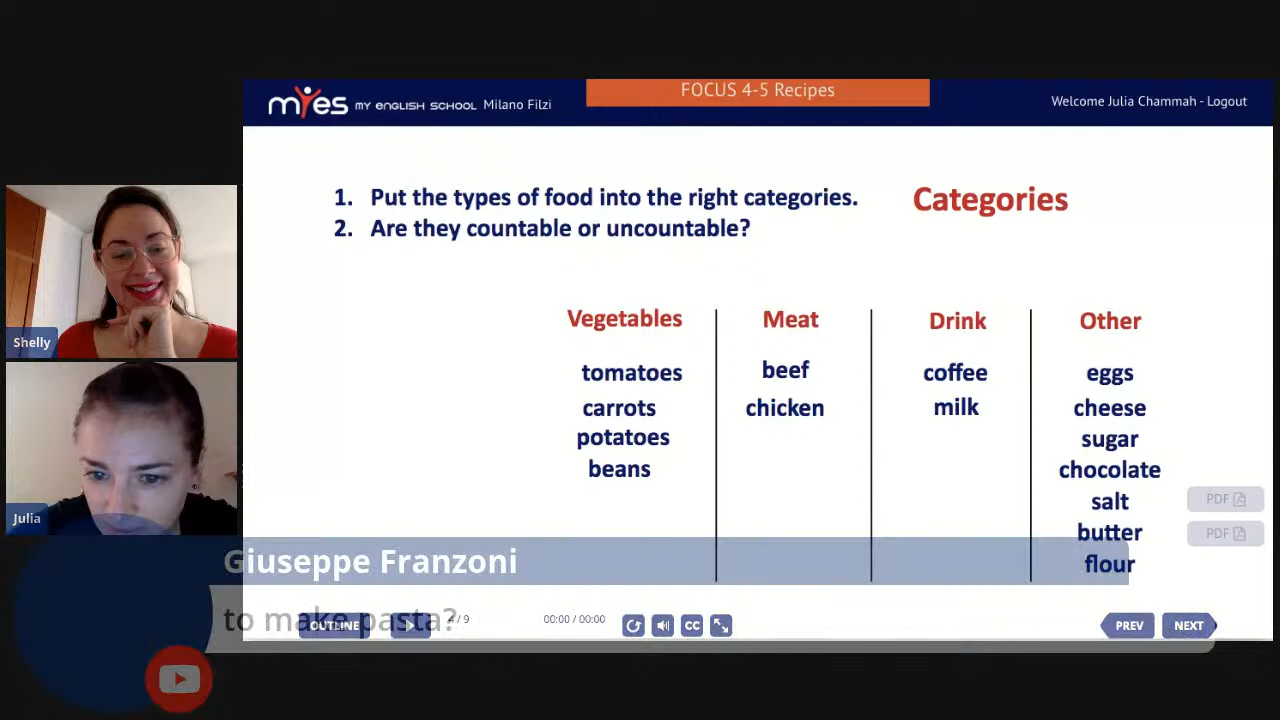 myes MY ENGLISH SCHOOL Milano Filzi
FOCUS 4-5 Recipes
Welcome Julia Chammah - Logout
1. Put the types of food into the right categories.
2. Are they countable or uncountable?
Categories
Vegetables
tomatoes
carrots
potatoes
beans
Meat
beef
chicken
Drink
coffee
milk
Other
eggs
cheese
sugar
chocolate
salt
butter
flour
PDF
PDF
Shelly
Julia
Giuseppe Franzoni
to make pasta?
OUTLINE
/ 9
00:00 / 00:00
CC
PREV
NEXT